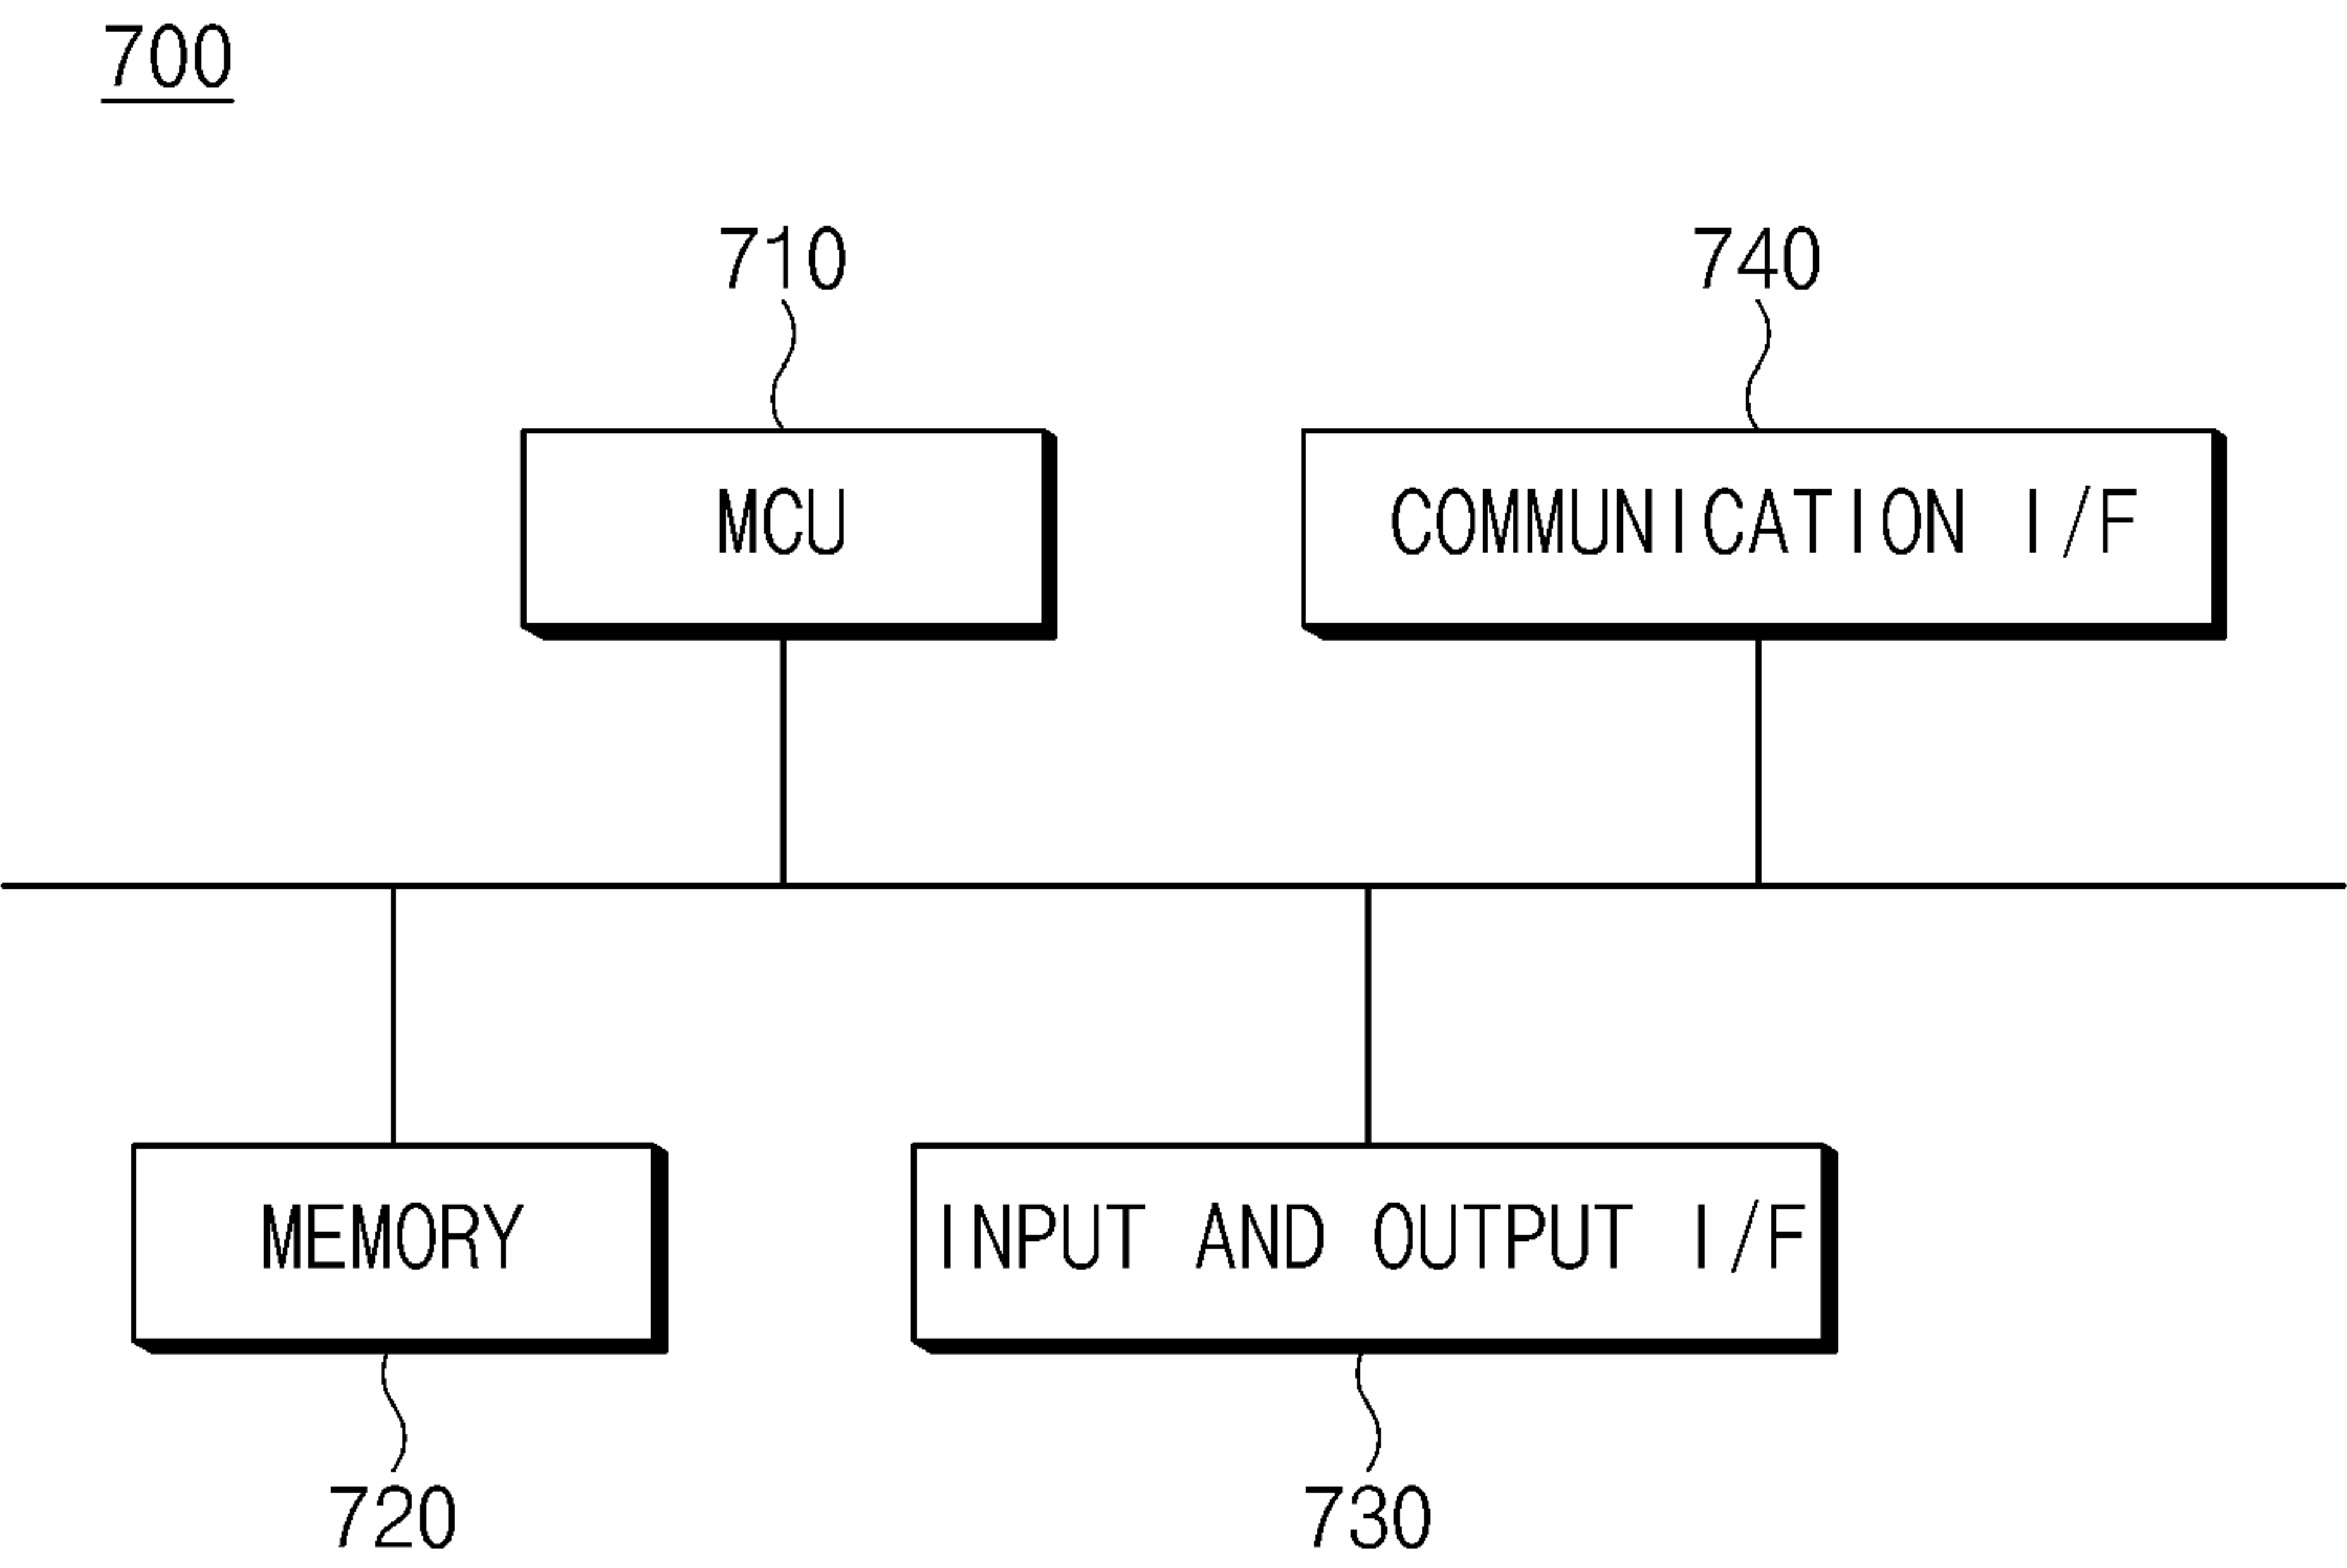 700
710
740
MCU
COMMUNICATION I/F
MEMORY
INPUT AND OUTPUT I/F
720
730